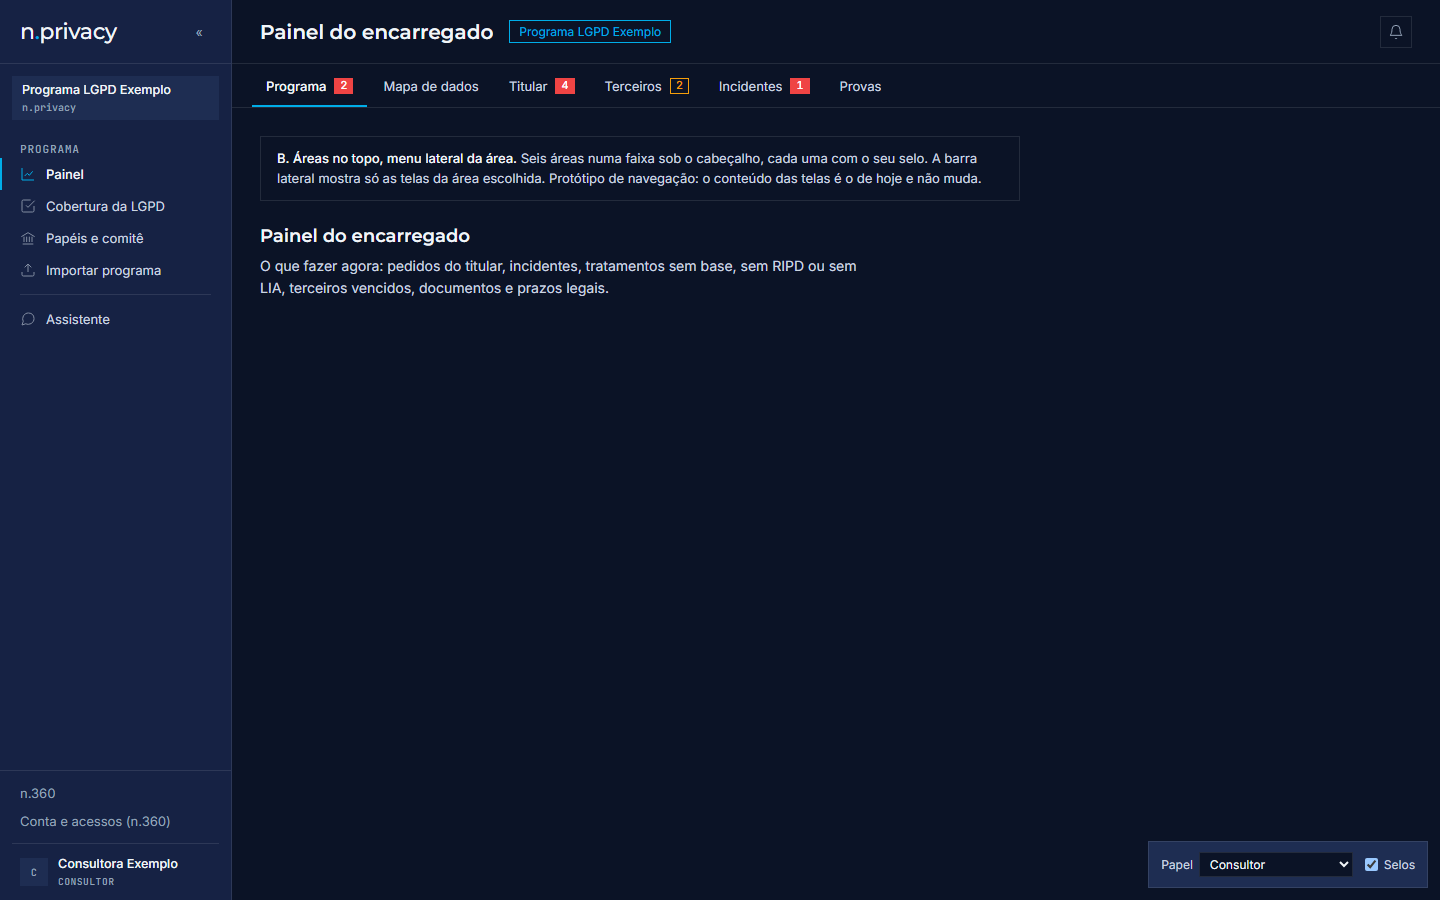 n.privacy «
Painel do encarregado Programa LGPD Exemplo
Programa LGPD Exemplo
n.privacy
Programa 2 Mapa de dados Titular 4 Terceiros 2 Incidentes 1 Provas
PROGRAMA
Painel
Cobertura da LGPD
Papéis e comitê
Importar programa
Assistente
B. Áreas no topo, menu lateral da área. Seis áreas numa faixa sob o cabeçalho, cada uma com o seu selo. A barra
lateral mostra só as telas da área escolhida. Protótipo de navegação: o conteúdo das telas é o de hoje e não muda.
Painel do encarregado
O que fazer agora: pedidos do titular, incidentes, tratamentos sem base, sem RIPD ou sem
LIA, terceiros vencidos, documentos e prazos legais.
n.360
Conta e acessos (n.360)
C Consultora Exemplo
CONSULTOR
Papel Consultor Selos